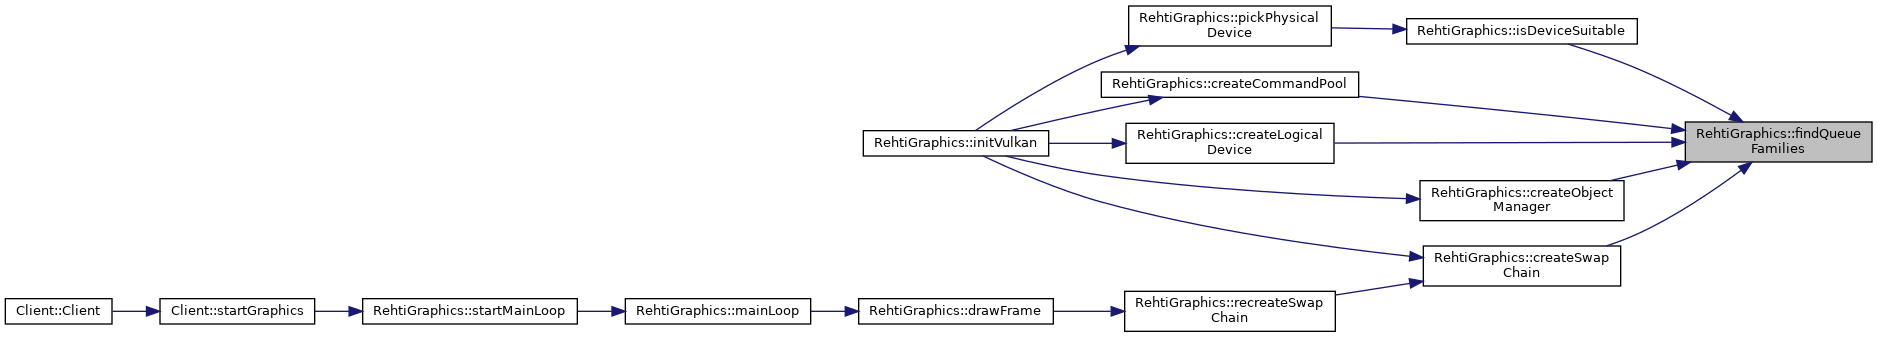 RehtiGraphics::pickPhysical
Device
RehtiGraphics::isDeviceSuitable
RehtiGraphics::createCommandPool
RehtiGraphics::initVulkan
RehtiGraphics::createLogical
Device
RehtiGraphics::findQueue
Families
RehtiGraphics::createObject
Manager
RehtiGraphics::createSwap
Chain
Client::Client
Client::startGraphics
RehtiGraphics::startMainLoop
RehtiGraphics::mainLoop
RehtiGraphics::drawFrame
RehtiGraphics::recreateSwap
Chain